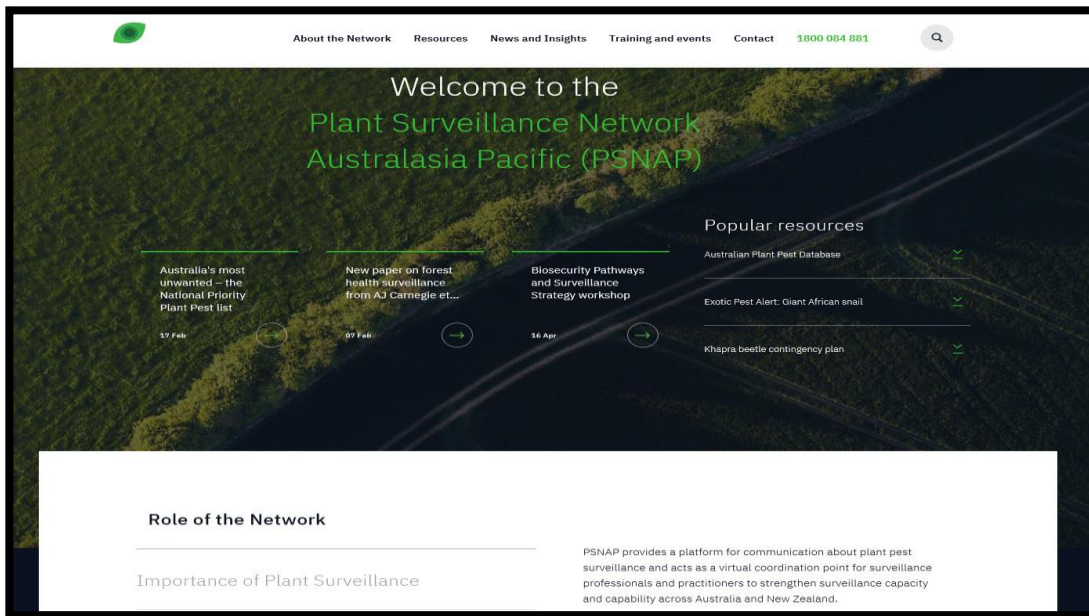 About the Network Resources News and Insights Training and events Contact 1800 084 881
Welcome to the
Plant Surveillance Network
Australasia Pacific (PSNAP)
Australia's most
unwanted – the
National Priority
Plant Pest list
17 Feb
New paper on forest
health surveillance
from AJ Carnegie et...
07 Feb
Biosecurity Pathways
and Surveillance
Strategy workshop
16 Apr
Popular resources
Australian Plant Pest Database
Exotic Pest Alert: Giant African snail
Khapra beetle contingency plan
Role of the Network
Importance of Plant Surveillance
PSNAP provides a platform for communication about plant pest
surveillance and acts as a virtual coordination point for surveillance
professionals and practitioners to strengthen surveillance capacity
and capability across Australia and New Zealand.